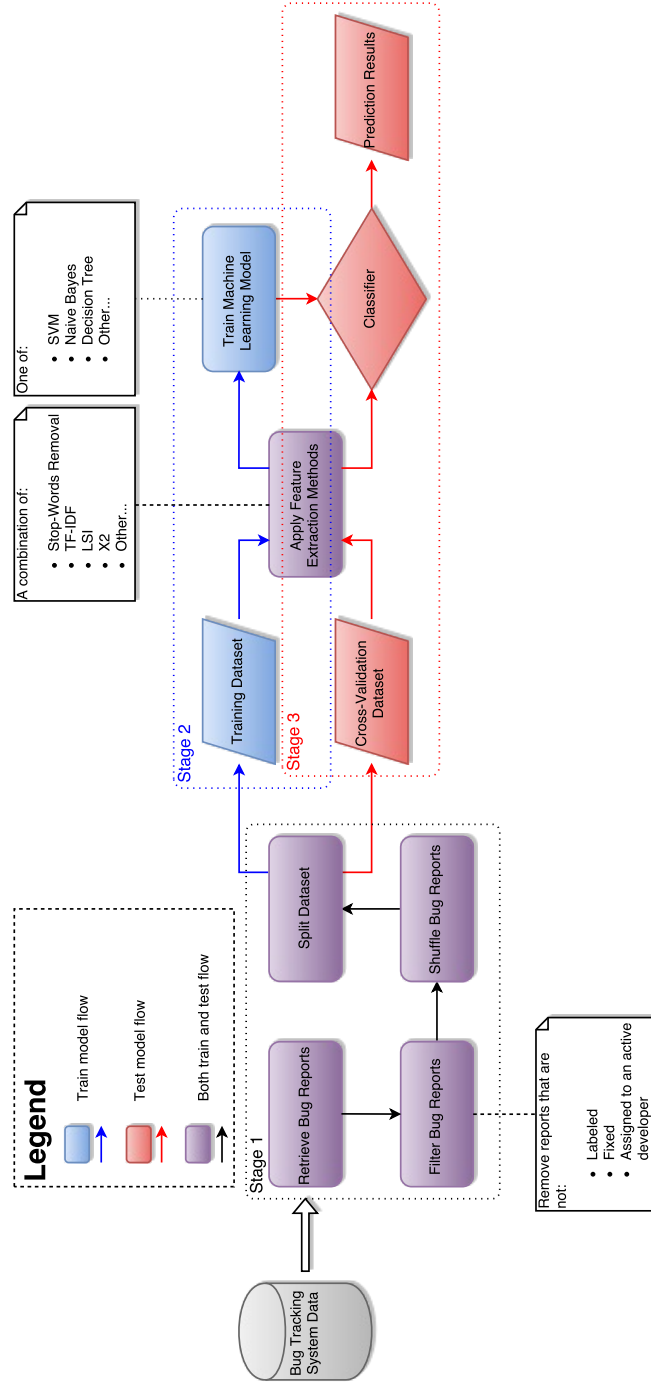 Legend
Train model flow
Test model flow
Both train and test flow
A combination of:
• Stop-Words Removal
• TF-IDF
• LSI
• X2
• Other...
One of:
• SVM
• Naive Bayes
• Decision Tree
• Other...
Bug Tracking
System Data
Stage 1
Retrieve Bug Reports
Filter Bug Reports
Shuffle Bug Reports
Split Dataset
Remove reports that are
not:
• Labeled
• Fixed
• Assigned to an active
developer
Stage 2
Training Dataset
Stage 3
Cross-Validation
Dataset
Apply Feature
Extraction Methods
Train Machine
Learning Model
Classifier
Prediction Results